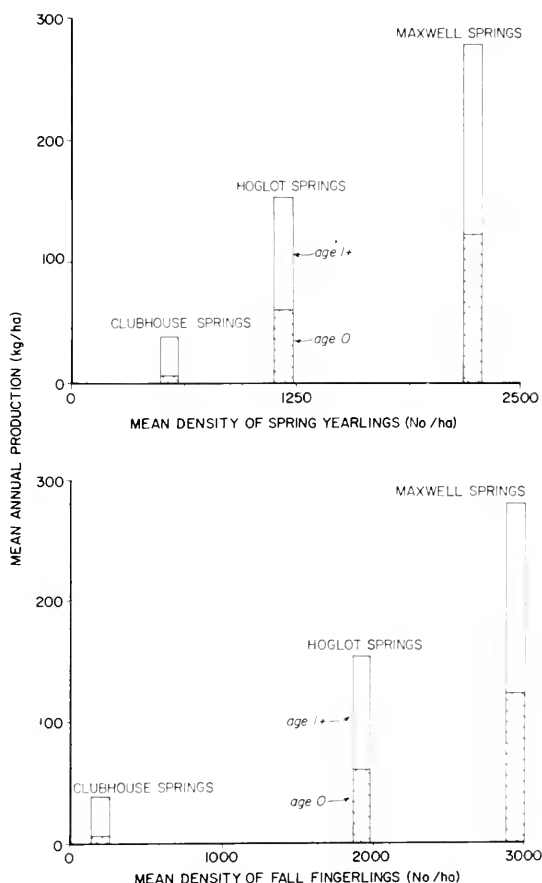 300
MAXWELL SPRINGS
200
HOGLOT SPRINGS
age 1+
100
CLUBHOUSE SPRINGS
age 0
0
0 1250 2500
MEAN DENSITY OF SPRING YEARLINGS (No/ha)
MEAN ANNUAL PRODUCTION (kg/ha)
300
MAXWELL SPRINGS
200
HOGLOT SPRINGS
age 1+
100
CLUBHOUSE SPRINGS
age 0
0
0 1000 2000 3000
MEAN DENSITY OF FALL FINGERLINGS (No/ha)